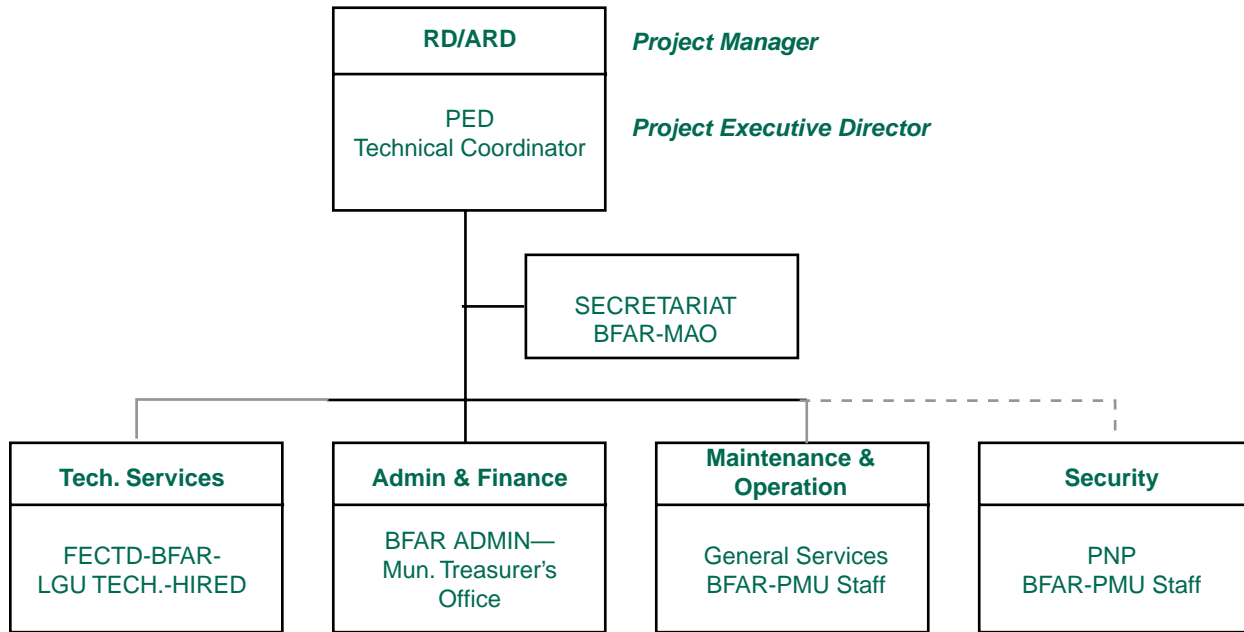 RD/ARD
Project Manager
PED
Technical Coordinator
Project Executive Director
SECRETARIAT
BFAR-MAO
Tech. Services
FECTD-BFAR-
LGU TECH.-HIRED
Admin & Finance
BFAR ADMIN—
Mun. Treasurer's
Office
Maintenance &
Operation
General Services
BFAR-PMU Staff
Security
PNP
BFAR-PMU Staff